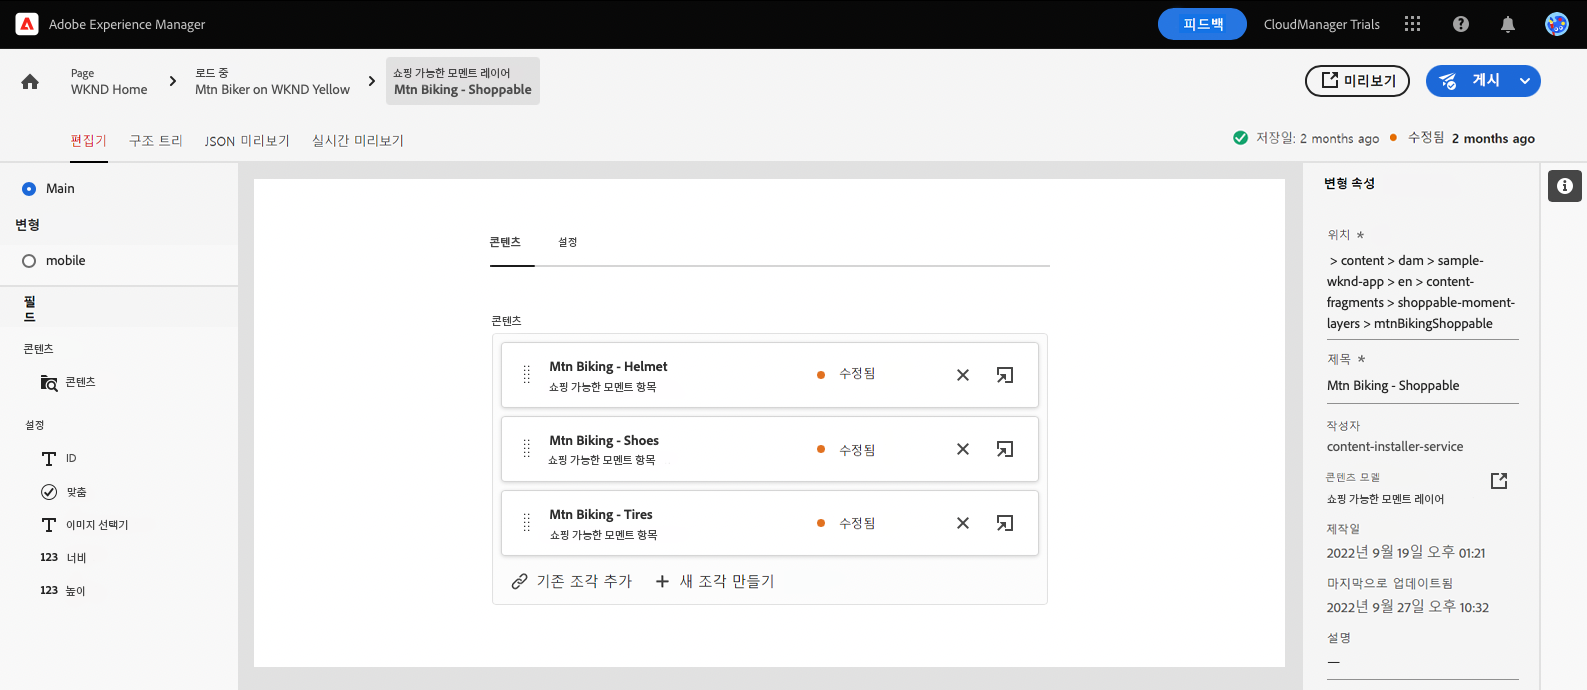 Adobe Experience Manager
피드백
CloudManager Trials
Page
WKND Home
로드 중
Mtn Biker on WKND Yellow
쇼핑 가능한 모멘트 레이어
Mtn Biking - Shoppable
미리보기
게시
편집기
구조 트리
JSON 미리보기
실시간 미리보기
저장일: 2 months ago
수정됨 2 months ago
Main
변형
mobile
필
드
콘텐츠
콘텐츠
설정
ID
맞춤
이미지 선택기
123 너비
123 높이
콘텐츠
설정
콘텐츠
Mtn Biking - Helmet
쇼핑 가능한 모멘트 항목
수정됨
Mtn Biking - Shoes
쇼핑 가능한 모멘트 항목
수정됨
Mtn Biking - Tires
쇼핑 가능한 모멘트 항목
수정됨
기존 조각 추가
새 조각 만들기
변형 속성
위치 *
> content > dam > sample-
wknd-app > en > content-
fragments > shoppable-moment-
layers > mtnBikingShoppable
제목 *
Mtn Biking - Shoppable
작성자
content-installer-service
콘텐츠 모델
쇼핑 가능한 모멘트 레이어
제작일
2022년 9월 19일 오후 01:21
마지막으로 업데이트됨
2022년 9월 27일 오후 10:32
설명
—